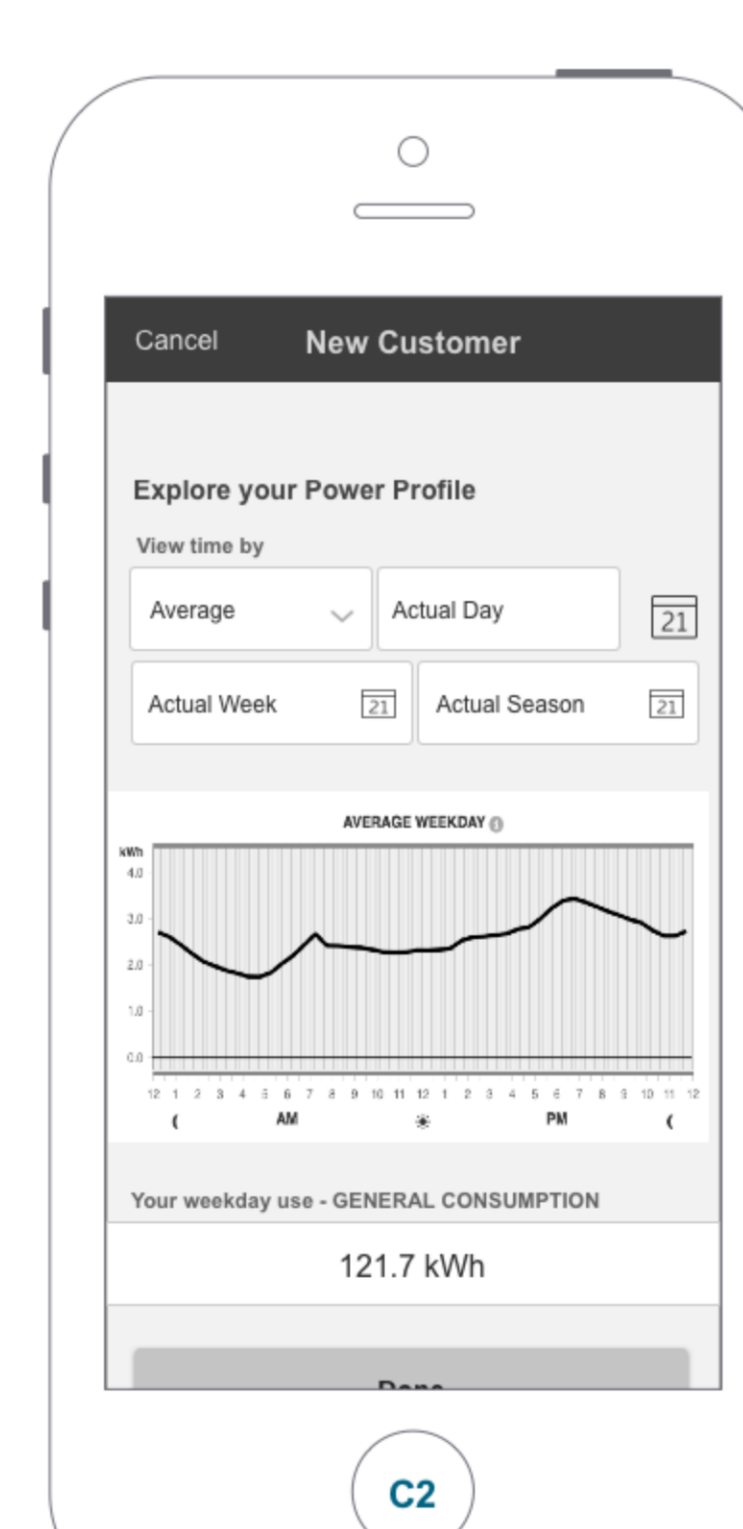 Cancel New Customer
Explore your Power Profile
View time by
Average Actual Day 21
Actual Week 21 Actual Season 21
AVERAGE WEEKDAY i
kWh
4.0
3.0
2.0
1.0
0.0
12 1 2 3 4 5 6 7 8 9 10 11 12 1 2 3 4 5 6 7 8 9 10 11 12
AM PM
Your weekday use - GENERAL CONSUMPTION
121.7 kWh
Done
C2